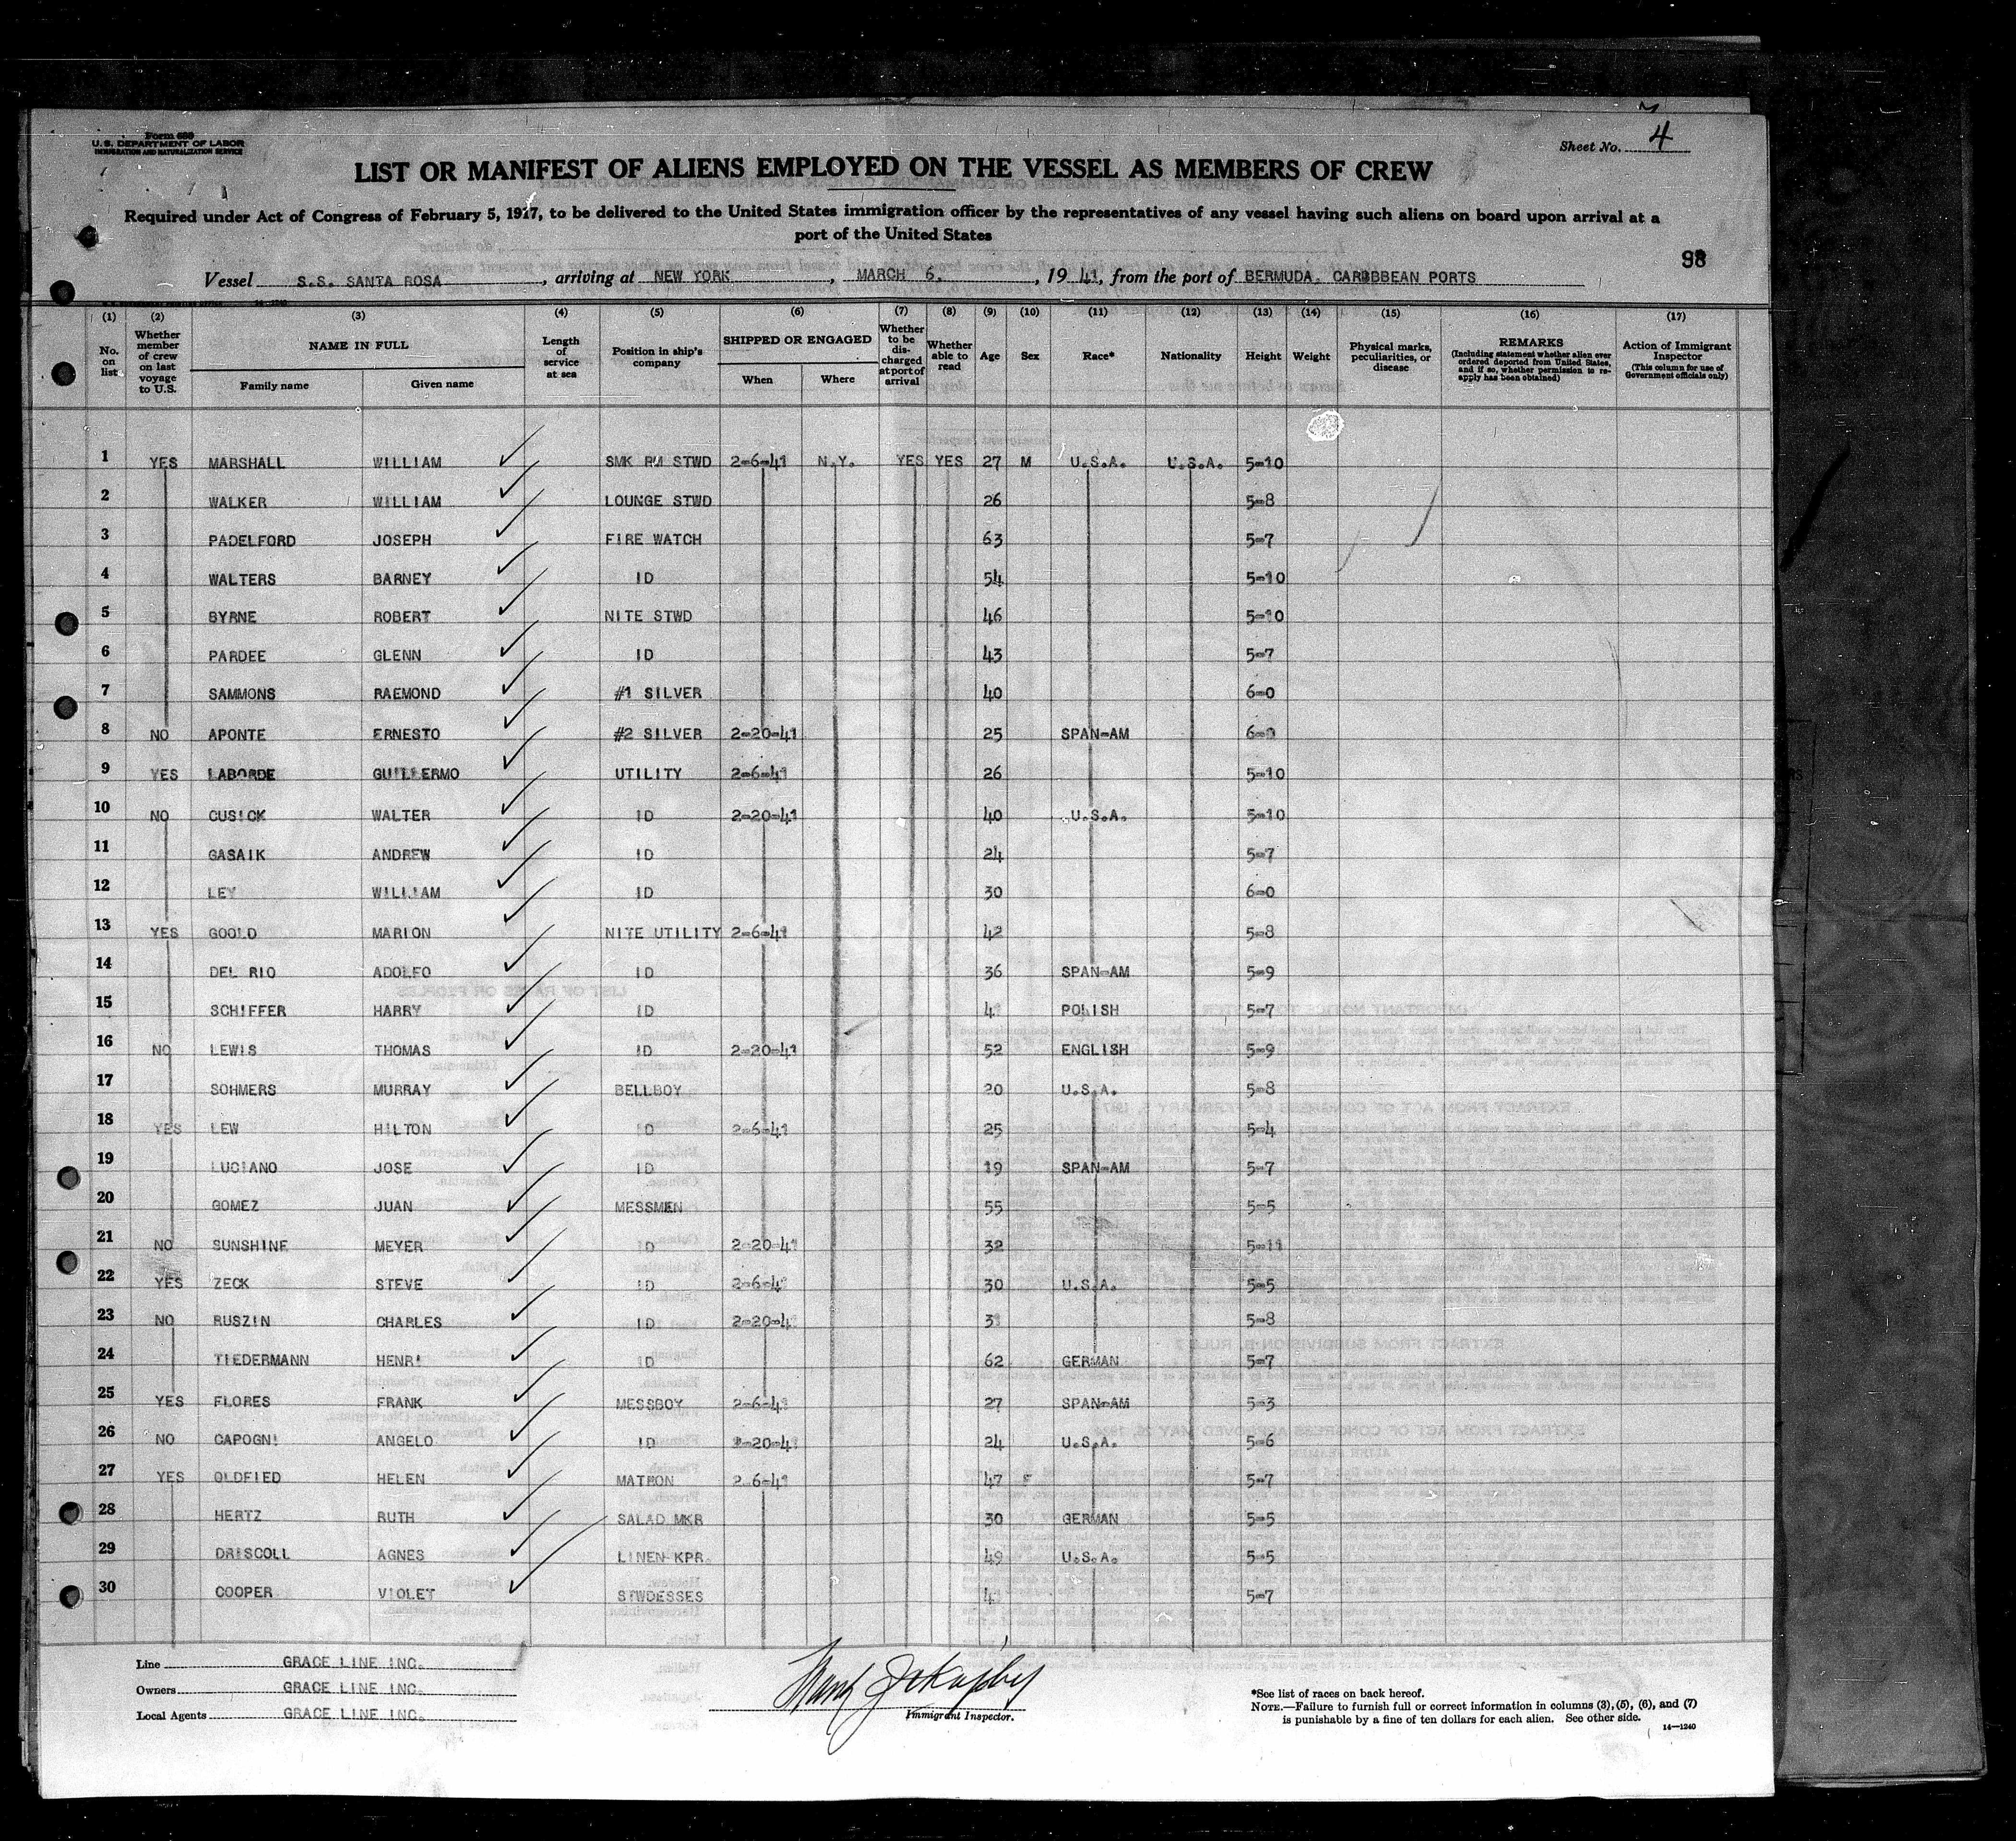 Form 689
U.S. DEPARTMENT OF LABOR
IMMIGRATION AND NATURALIZATION SERVICE
Sheet No. 4
LIST OR MANIFEST OF ALIENS EMPLOYED ON THE VESSEL AS MEMBERS OF CREW
Required under Act of Congress of February 5, 1917, to be delivered to the United States immigration officer by the representatives of any vessel having such aliens on board upon arrival at a
port of the United States
98
Vessel S.S. SANTA ROSA, arriving at NEW YORK, MARCH 6, 1941, from the port of BERMUDA, CARIBBEAN PORTS
(1) (2) (3) (4) (5) (6) (7) (8) (9) (10) (11) (12) (13) (14) (15) (16) (17)
No. on list
Whether member of crew on last voyage to U.S.
NAME IN FULL
Family name Given name
Length of service at sea
Position in ship's company
SHIPPED OR ENGAGED
When Where
Whether to be discharged at port of arrival
Whether able to read
Age
Sex
Race*
Nationality
Height
Weight
Physical marks, peculiarities, or disease
REMARKS
(Including statement whether alien ever ordered deported from United States, and if so, whether permission to reapply has been obtained)
Action of Immigrant Inspector
(This column for use of Government officials only)
1 YES MARSHALL WILLIAM SMK RM STWD 2-6-41 N.Y. YES YES 27 M U.S.A. U.S.A. 5-10
2 WALKER WILLIAM LOUNGE STWD 26 5-8
3 PADELFORD JOSEPH FIRE WATCH 63 5-7
4 WALTERS BARNEY ID 54 5-10
5 BYRNE ROBERT NITE STWD 46 5-10
6 PARDEE GLENN ID 43 5-7
7 SAMMONS RAEMOND #1 SILVER 40 6-0
8 NO APONTE ERNESTO #2 SILVER 2-20-41 25 SPAN-AM 6-0
9 YES LABORDE GUILLERMO UTILITY 2-6-41 26 5-10
10 NO CUSICK WALTER ID 2-20-41 40 U.S.A. 5-10
11 GASAIK ANDREW ID 24 5-7
12 LEY WILLIAM ID 30 6-0
13 YES GOOLD MARION NITE UTILITY 2-6-41 42 5-8
14 DEL RIO ADOLFO ID 36 SPAN-AM 5-9
15 SCHIFFER HARRY ID 41 POLISH 5-7
16 NO LEWIS THOMAS ID 2-20-41 52 ENGLISH 5-9
17 SOHMERS MURRAY BELLBOY 20 U.S.A. 5-8
18 YES LEW HILTON ID 2-6-41 25 5-4
19 LUCIANO JOSE ID 19 SPAN-AM 5-7
20 GOMEZ JUAN MESSMEN 55 5-5
21 NO SUNSHINE MEYER ID 2-20-41 32 5-11
22 YES ZECK STEVE ID 2-6-41 30 U.S.A. 5-5
23 NO RUSZIN CHARLES ID 2-20-41 31 5-8
24 TIEDERMANN HENRI ID 62 GERMAN 5-7
25 YES FLORES FRANK MESSBOY 2-6-41 27 SPAN-AM 5-3
26 NO CAPOGNI ANGELO ID 2-20-41 24 U.S.A. 5-6
27 YES OLDFIED HELEN MATRON 2-6-41 47 F 5-7
28 HERTZ RUTH SALAD MKR 30 GERMAN 5-5
29 DRISCOLL AGNES LINEN KPR. 49 U.S.A. 5-5
30 COOPER VIOLET STWDESSES 41 5-7
Line GRACE LINE INC.
Owners GRACE LINE INC.
Local Agents GRACE LINE INC.
Immigrant Inspector.
*See list of races on back hereof.
NOTE.—Failure to furnish full or correct information in columns (3), (5), (6), and (7)
is punishable by a fine of ten dollars for each alien. See other side.
14—1240